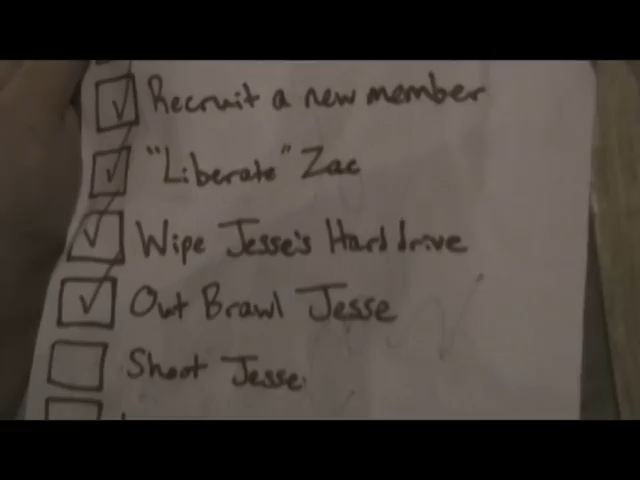 Recruit a new member
"Liberate" Zac
Wipe Jesse's Hard drive
Out Brawl Jesse
Shoot Jesse